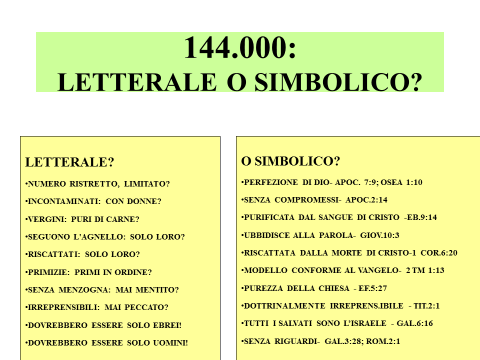 144.000:
LETTERALE O SIMBOLICO?
LETTERALE?
•NUMERO RISTRETTO, LIMITATO?
•INCONTAMINATI: CON DONNE?
•VERGINI: PURI DI CARNE?
•SEGUONO L'AGNELLO: SOLO LORO?
•RISCATTATI: SOLO LORO?
•PRIMIZIE: PRIMI IN ORDINE?
•SENZA MENZOGNA: MAI MENTITO?
•IRREPRENSIBILI: MAI PECCATO?
•DOVREBBERO ESSERE SOLO EBREI!
•DOVREBBERO ESSERE SOLO UOMINI!
O SIMBOLICO?
•PERFEZIONE DI DIO- APOC. 7:9; OSEA 1:10
•SENZA COMPROMESSI- APOC.2:14
•PURIFICATA DAL SANGUE DI CRISTO -EB.9:14
•UBBIDISCE ALLA PAROLA- GIOV.10:3
•RISCATTATA DALLA MORTE DI CRISTO-1 COR.6:20
•MODELLO CONFORME AL VANGELO- 2 TM 1:13
•PUREZZA DELLA CHIESA - EF.5:27
•DOTTRINALMENTE IRREPRENS.IBILE - TIT.2:1
•TUTTI I SALVATI SONO L'ISRAELE - GAL.6:16
•SENZA RIGUARDI- GAL.3:28; ROM.2:1